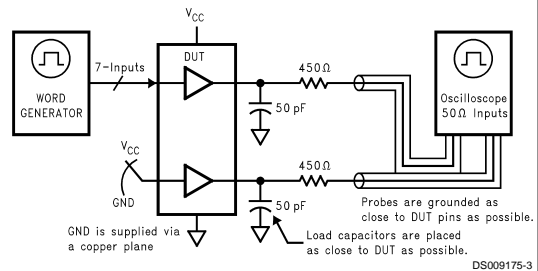 VCC
DUT
7-Inputs
450Ω
WORD
GENERATOR
50 pF
Oscilloscope
50Ω Inputs
VCC
GND
450Ω
50 pF
Probes are grounded as
close to DUT pins as possible.
GND is supplied via
a copper plane
Load capacitors are placed
as close to DUT as possible.
DS009175-3